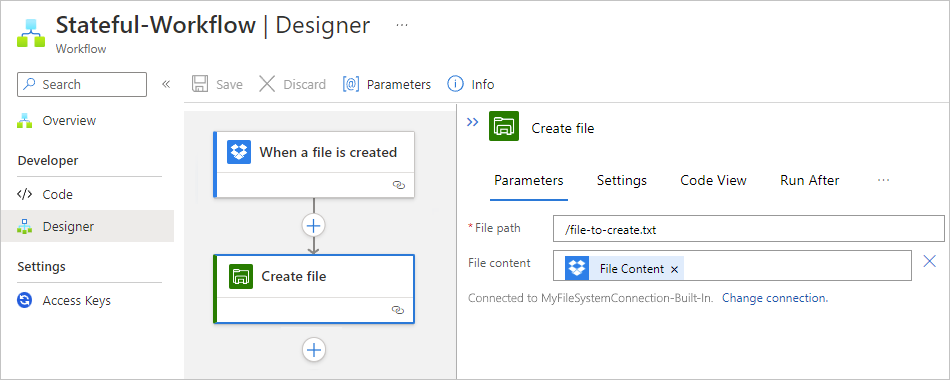 Stateful-Workflow | Designer ...
Workflow
Search
«
Save
Discard
[@] Parameters
Info
Overview
Developer
</> Code
Designer
Settings
Access Keys
When a file is created
Create file
»
Create file
Parameters
Settings
Code View
Run After
...
* File path
/file-to-create.txt
File content
File Content ×
Connected to MyFileSystemConnection-Built-In. Change connection.